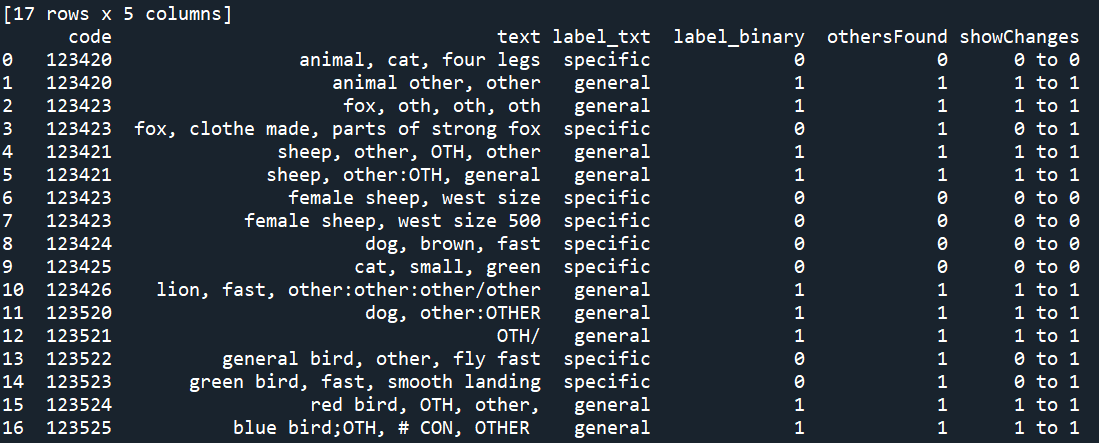 [17 rows x 5 columns]
code text label_txt label_binary othersFound showChanges
0 123420 animal, cat, four legs specific 0 0 0 to 0
1 123420 animal other, other general 1 1 1 to 1
2 123423 fox, oth, oth, oth general 1 1 1 to 1
3 123423 fox, clothe made, parts of strong fox specific 0 1 0 to 1
4 123421 sheep, other, OTH, other general 1 1 1 to 1
5 123421 sheep, other:OTH, general general 1 1 1 to 1
6 123423 female sheep, west size specific 0 0 0 to 0
7 123423 female sheep, west size 500 specific 0 0 0 to 0
8 123424 dog, brown, fast specific 0 0 0 to 0
9 123425 cat, small, green specific 0 0 0 to 0
10 123426 lion, fast, other:other:other/other general 1 1 1 to 1
11 123520 dog, other:OTHER general 1 1 1 to 1
12 123521 OTH/ general 1 1 1 to 1
13 123522 general bird, other, fly fast specific 0 1 0 to 1
14 123523 green bird, fast, smooth landing specific 0 1 0 to 1
15 123524 red bird, OTH, other, general 1 1 1 to 1
16 123525 blue bird;OTH, # CON, OTHER general 1 1 1 to 1